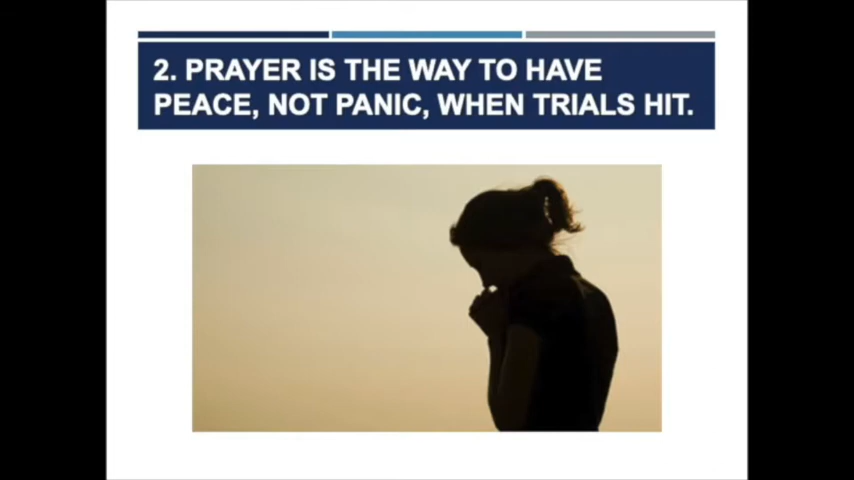 2. PRAYER IS THE WAY TO HAVE
PEACE, NOT PANIC, WHEN TRIALS HIT.